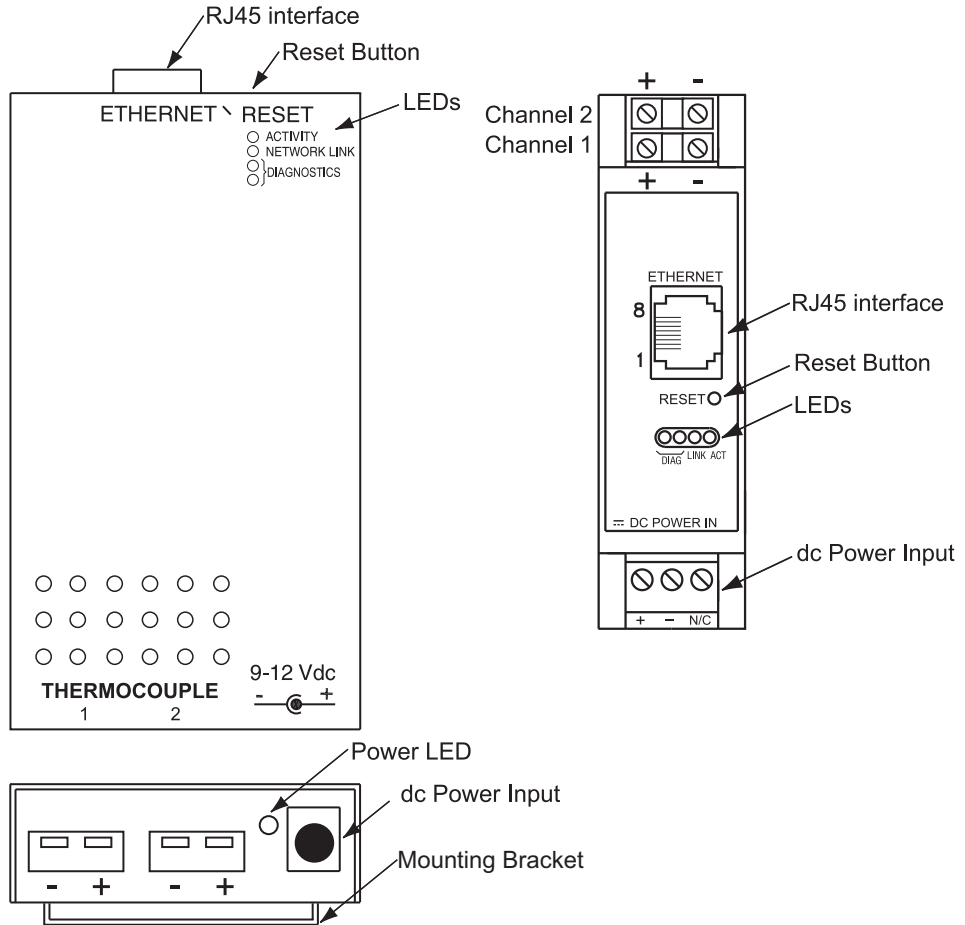 RJ45 interface
Reset Button
LEDs
ETHERNET RESET
ACTIVITY
NETWORK LINK
DIAGNOSTICS
THERMOCOUPLE
1 2
9-12 Vdc
- +
Power LED
dc Power Input
Mounting Bracket
- + - +
+ -
Channel 2
Channel 1
+ -
ETHERNET
8
1
RJ45 interface
RESET
Reset Button
LEDs
DIAG LINK ACT
DC POWER IN
dc Power Input
+ - N/C